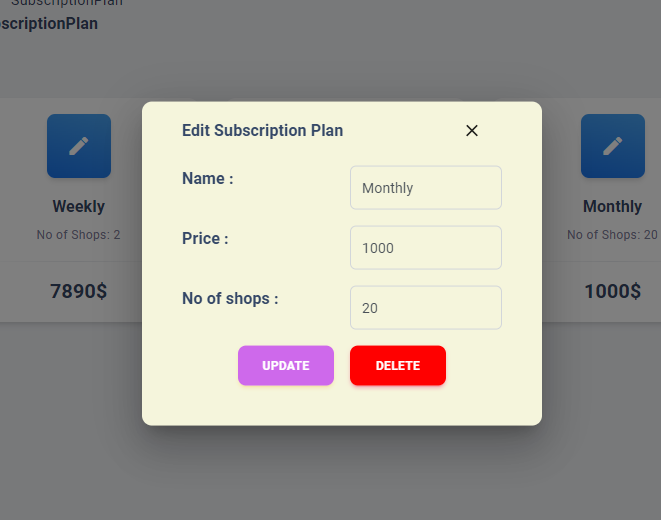 SubscriptionPlan
scriptionPlan
Edit Subscription Plan
Name :
Monthly
Price :
1000
No of shops :
20
UPDATE
DELETE
Weekly
No of Shops: 2
7890$
Monthly
No of Shops: 20
1000$